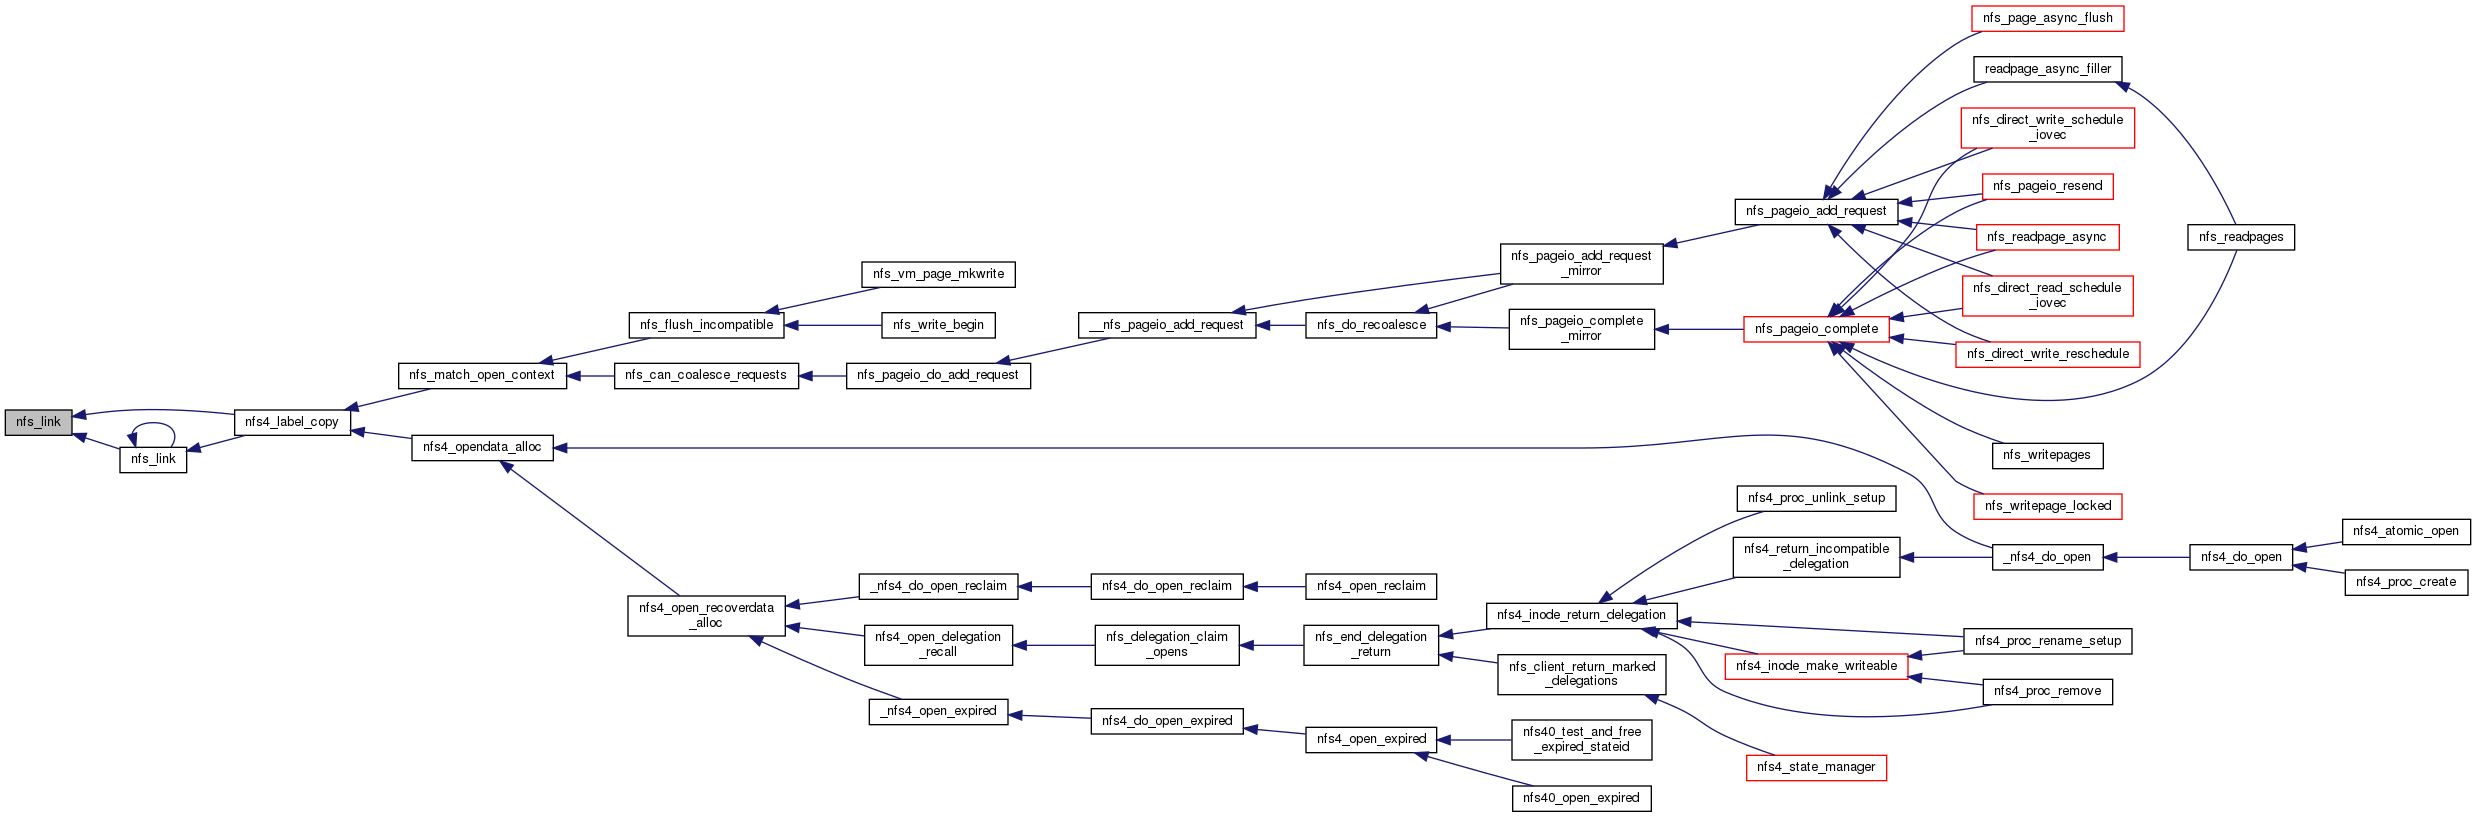 nfs_page_async_flush
readpage_async_filler
nfs_direct_write_schedule
_iovec
nfs_pageio_resend
nfs_pageio_add_request
nfs_readpage_async
nfs_readpages
nfs_pageio_add_request
_mirror
nfs_vm_page_mkwrite
nfs_direct_read_schedule
_iovec
nfs_flush_incompatible
nfs_write_begin
__nfs_pageio_add_request
nfs_do_recoalesce
nfs_pageio_complete
_mirror
nfs_pageio_complete
nfs_direct_write_reschedule
nfs_match_open_context
nfs_can_coalesce_requests
nfs_pageio_do_add_request
nfs_link
nfs4_label_copy
nfs_link
nfs4_opendata_alloc
nfs_writepages
nfs4_proc_unlink_setup
nfs_writepage_locked
nfs4_atomic_open
nfs4_return_incompatible
_delegation
_nfs4_do_open
nfs4_do_open
nfs4_proc_create
_nfs4_do_open_reclaim
nfs4_do_open_reclaim
nfs4_open_reclaim
nfs4_open_recoverdata
_alloc
nfs4_inode_return_delegation
nfs4_open_delegation
_recall
nfs_delegation_claim
_opens
nfs_end_delegation
_return
nfs4_proc_rename_setup
nfs4_inode_make_writeable
nfs_client_return_marked
_delegations
nfs4_proc_remove
_nfs4_open_expired
nfs4_do_open_expired
nfs4_open_expired
nfs40_test_and_free
_expired_stateid
nfs4_state_manager
nfs40_open_expired